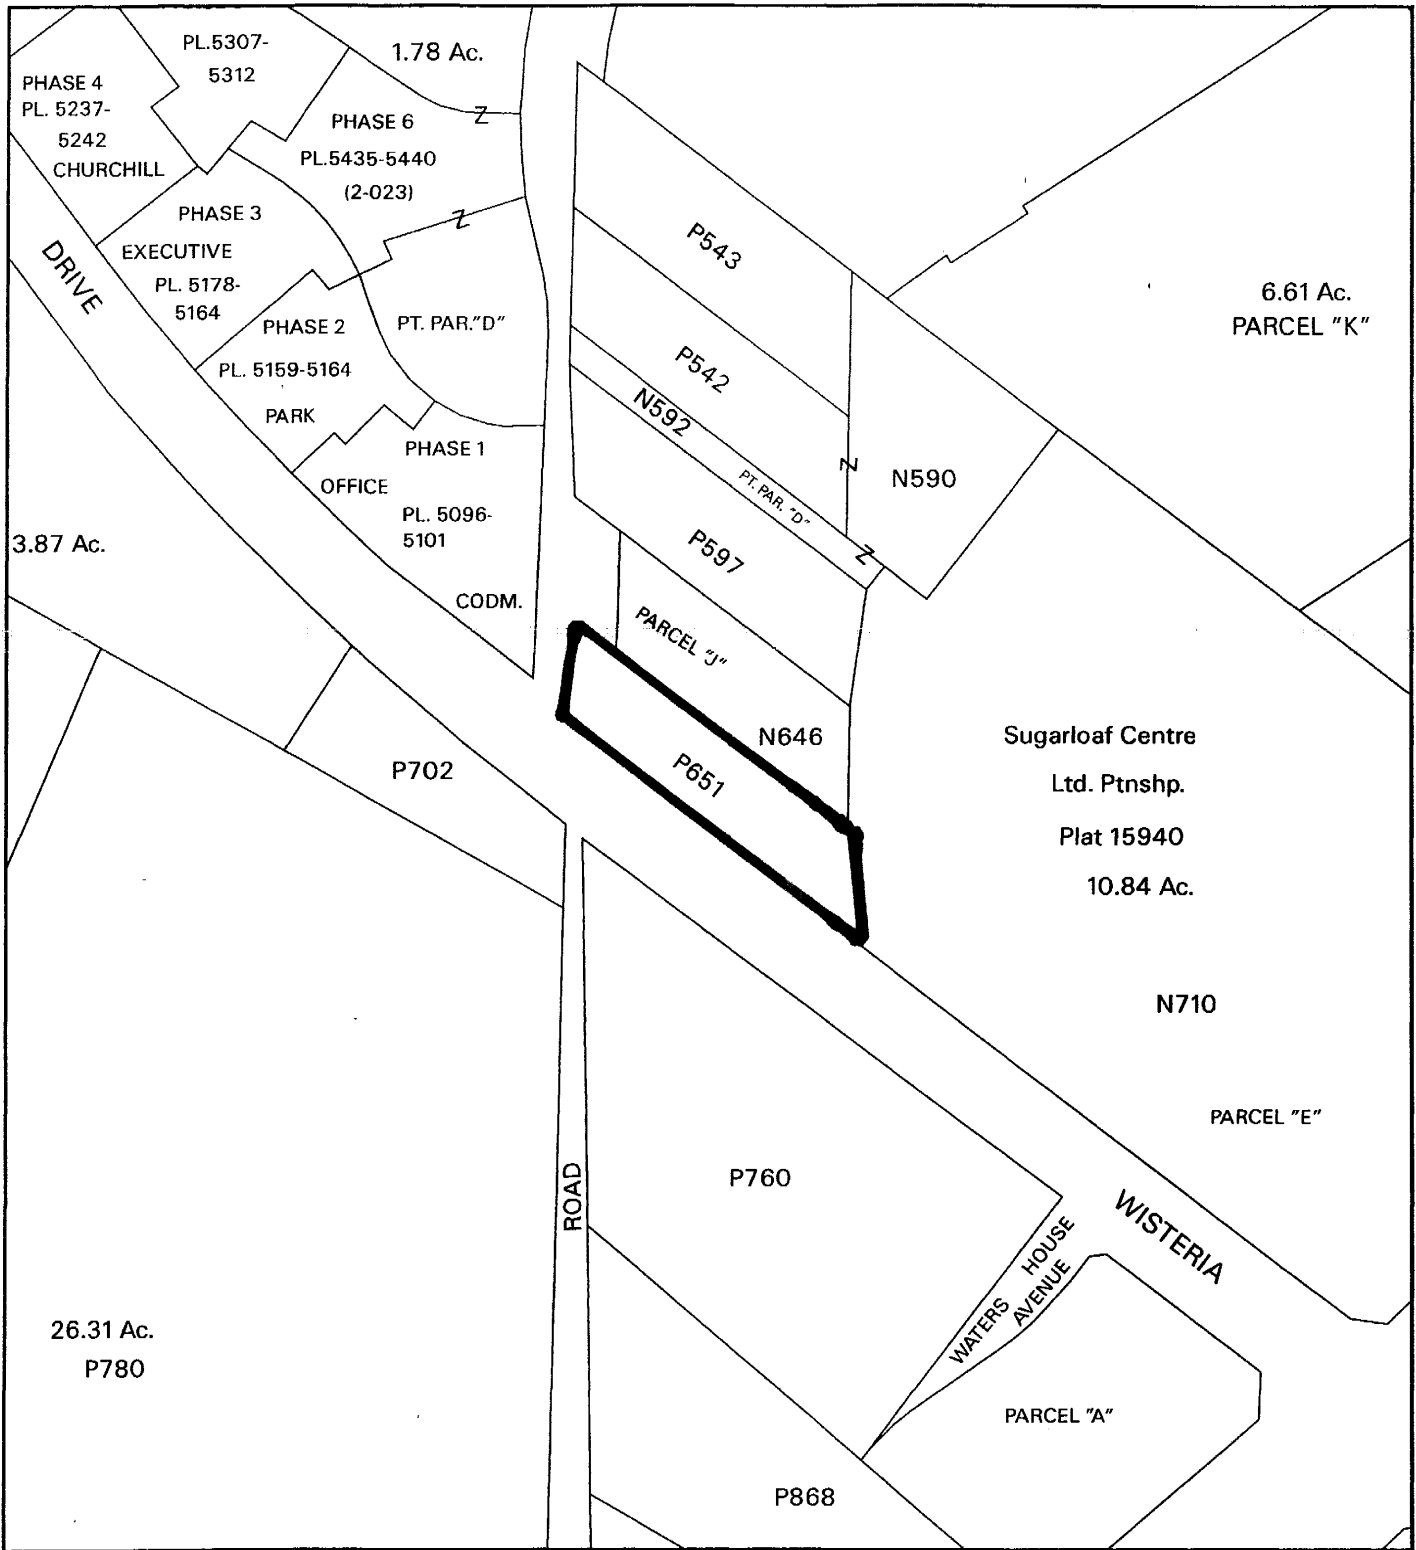 PL.5307-
5312
1.78 Ac.
PHASE 4
PL. 5237-
5242
CHURCHILL
PHASE 6
PL.5435-5440
(2-023)
Z
Z
PHASE 3
EXECUTIVE
PL. 5178-
5164
DRIVE
PHASE 2
PL. 5159-5164
PARK
PT. PAR."D"
PHASE 1
OFFICE
PL. 5096-
5101
CODM.
3.87 Ac.
P543
P542
N592
PT. PAR. "D"
Z
Z
N590
6.61 Ac.
PARCEL "K"
P597
PARCEL "J"
N646
P651
P702
Sugarloaf Centre
Ltd. Ptnshp.
Plat 15940
10.84 Ac.
N710
PARCEL "E"
P760
ROAD
WISTERIA
WATERS HOUSE
AVENUE
26.31 Ac.
P780
PARCEL "A"
P868